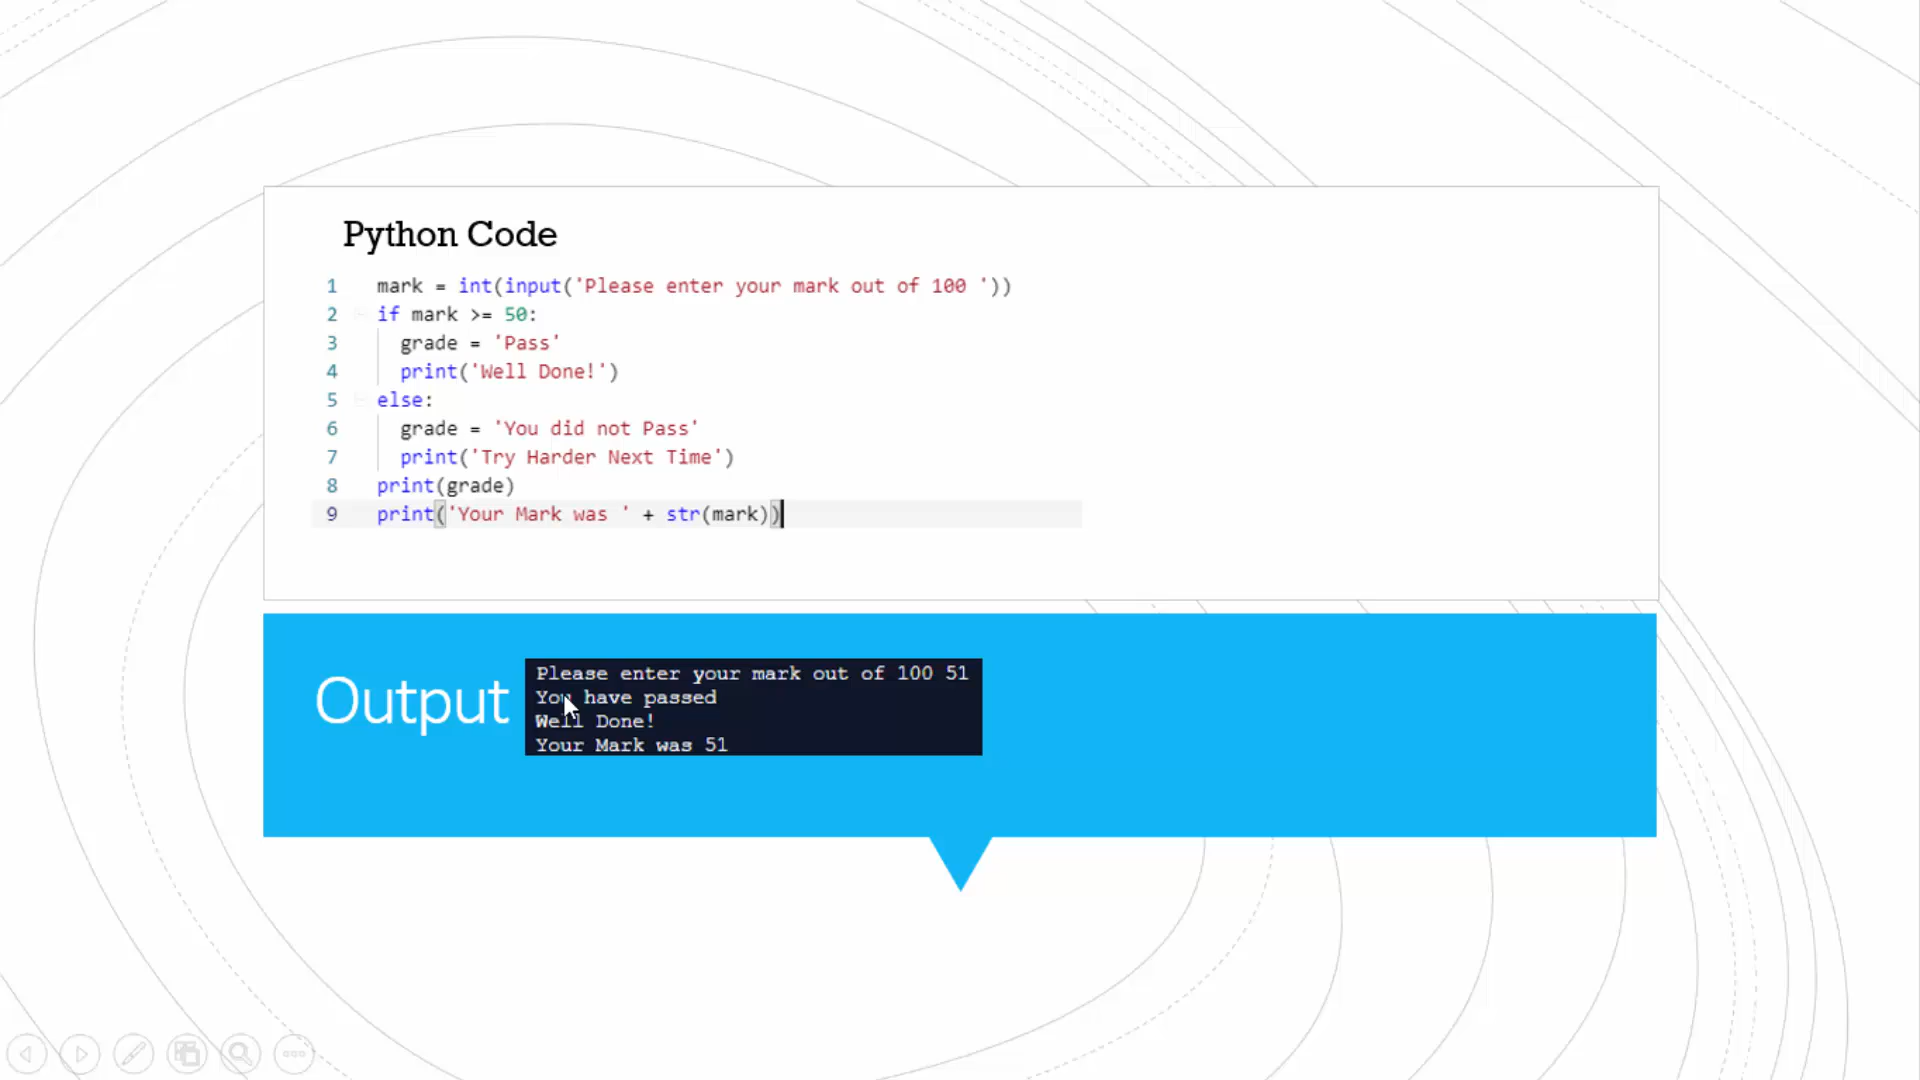 Python Code
1 mark = int(input('Please enter your mark out of 100 '))
2 if mark >= 50:
3 grade = 'Pass'
4 print('Well Done!')
5 else:
6 grade = 'You did not Pass'
7 print('Try Harder Next Time')
8 print(grade)
9 print('Your Mark was ' + str(mark))
Output
Please enter your mark out of 100 51
You have passed
Well Done!
Your Mark was 51